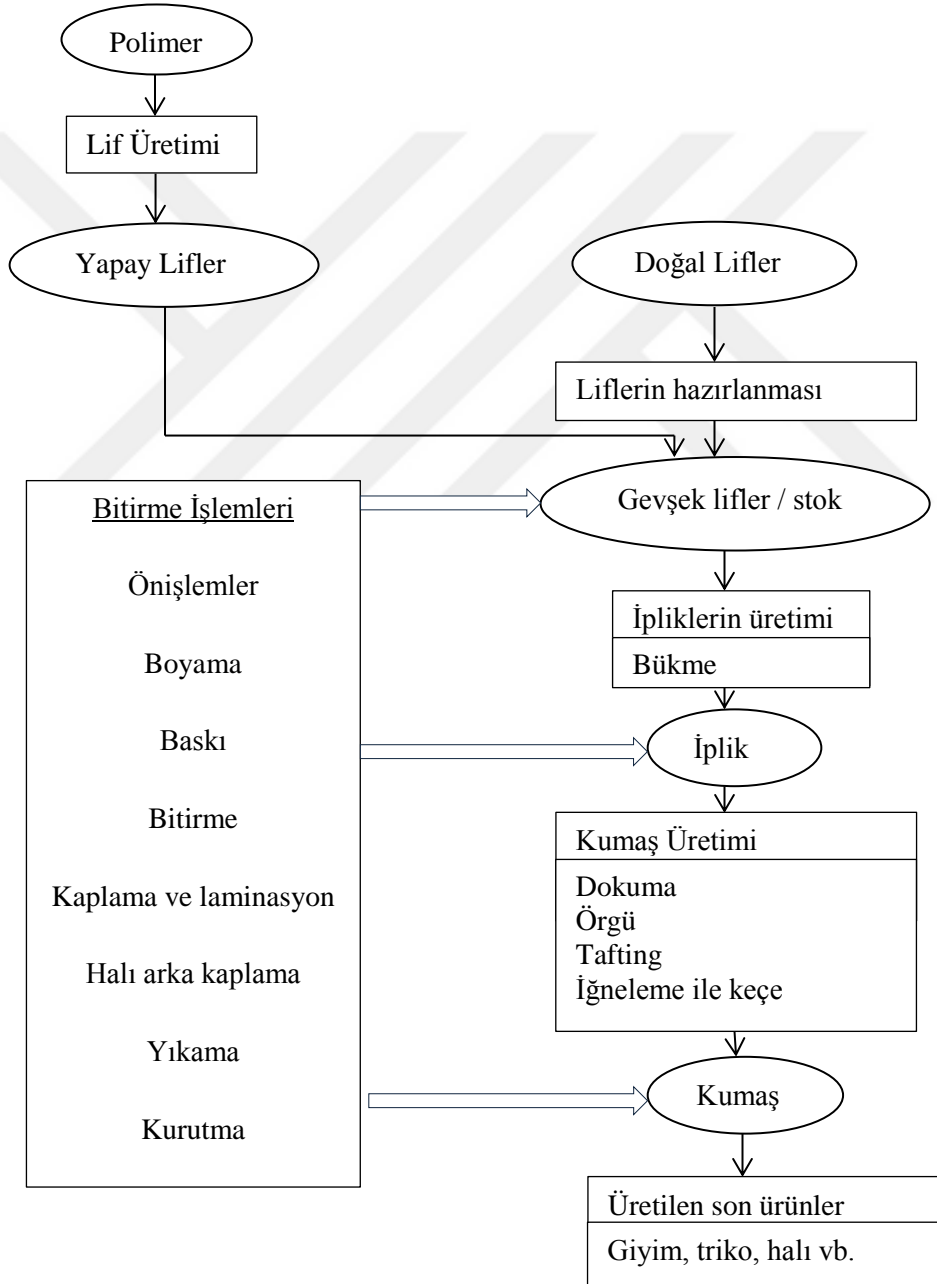 Polimer
Lif Üretimi
Yapay Lifler
Doğal Lifler
Liflerin hazırlanması
Gevşek lifler / stok
Bitirme İşlemleri
Önişlemler
Boyama
Baskı
Bitirme
Kaplama ve laminasyon
Halı arka kaplama
Yıkama
Kurutma
İpliklerin üretimi
Bükme
İplik
Kumaş Üretimi
Dokuma
Örgü
Tafting
İğneleme ile keçe
Kumaş
Üretilen son ürünler
Giyim, triko, halı vb.